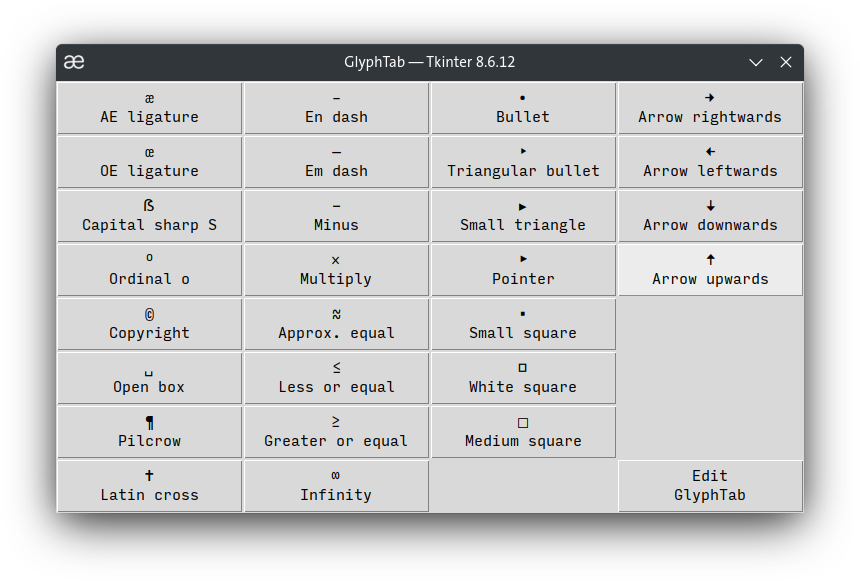 æ GlyphTab — Tkinter 8.6.12
æ
AE ligature
–
En dash
•
Bullet
→
Arrow rightwards
œ
OE ligature
—
Em dash
‣
Triangular bullet
←
Arrow leftwards
ẞ
Capital sharp S
−
Minus
▸
Small triangle
↓
Arrow downwards
º
Ordinal o
×
Multiply
►
Pointer
↑
Arrow upwards
©
Copyright
≈
Approx. equal
▪
Small square
␣
Open box
≤
Less or equal
◻
White square
¶
Pilcrow
≥
Greater or equal
□
Medium square
✝
Latin cross
∞
Infinity
Edit
GlyphTab